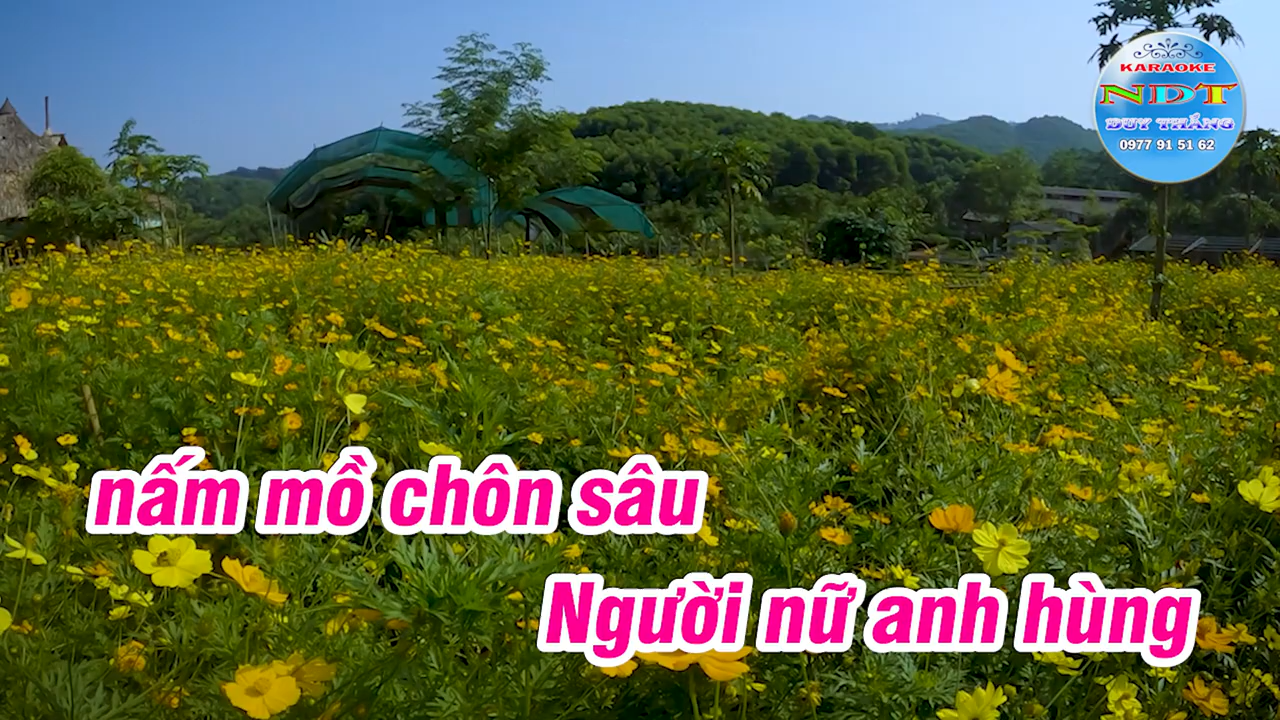 KARAOKE
NDT
DUY THẮNG
0977 91 51 62
nấm mồ chôn sâu
Người nữ anh hùng